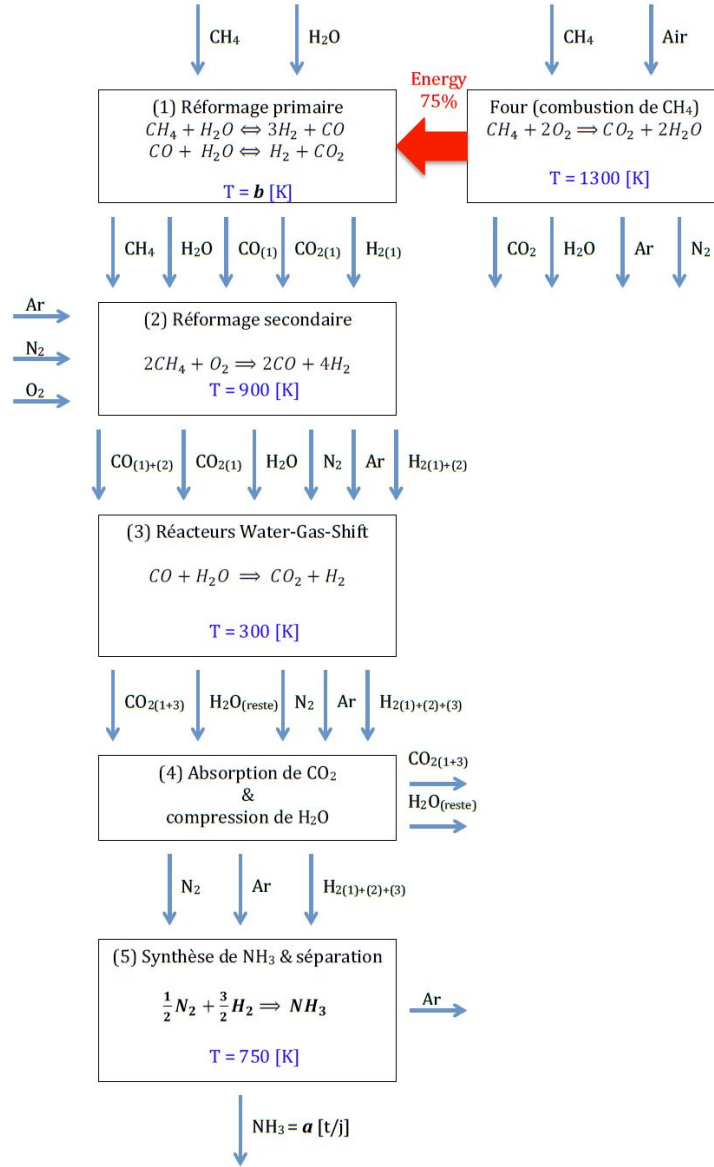 CH₄
H₂O
CH₄
Air
Energy
75%
(1) Réformage primaire
CH₄ + H₂O ⇔ 3H₂ + CO
CO + H₂O ⇔ H₂ + CO₂
T = b [K]
Four (combustion de CH₄)
CH₄ + 2O₂ ⇒ CO₂ + 2H₂O
T = 1300 [K]
CH₄
H₂O
CO₍₁₎
CO₂₍₁₎
H₂₍₁₎
CO₂
H₂O
Ar
N₂
Ar
N₂
O₂
(2) Réformage secondaire
2CH₄ + O₂ ⇒ 2CO + 4H₂
T = 900 [K]
CO₍₁₎₊₍₂₎
CO₂₍₁₎
H₂O
N₂
Ar
H₂₍₁₎₊₍₂₎
(3) Réacteurs Water-Gas-Shift
CO + H₂O ⇒ CO₂ + H₂
T = 300 [K]
CO₂₍₁₊₃₎
H₂O₍reste₎
N₂
Ar
H₂₍₁₎₊₍₂₎₊₍₃₎
(4) Absorption de CO₂
&
compression de H₂O
CO₂₍₁₊₃₎
H₂O₍reste₎
N₂
Ar
H₂₍₁₎₊₍₂₎₊₍₃₎
(5) Synthèse de NH₃ & séparation
½N₂ + 3/2 H₂ ⇒ NH₃
T = 750 [K]
Ar
NH₃ = a [t/j]